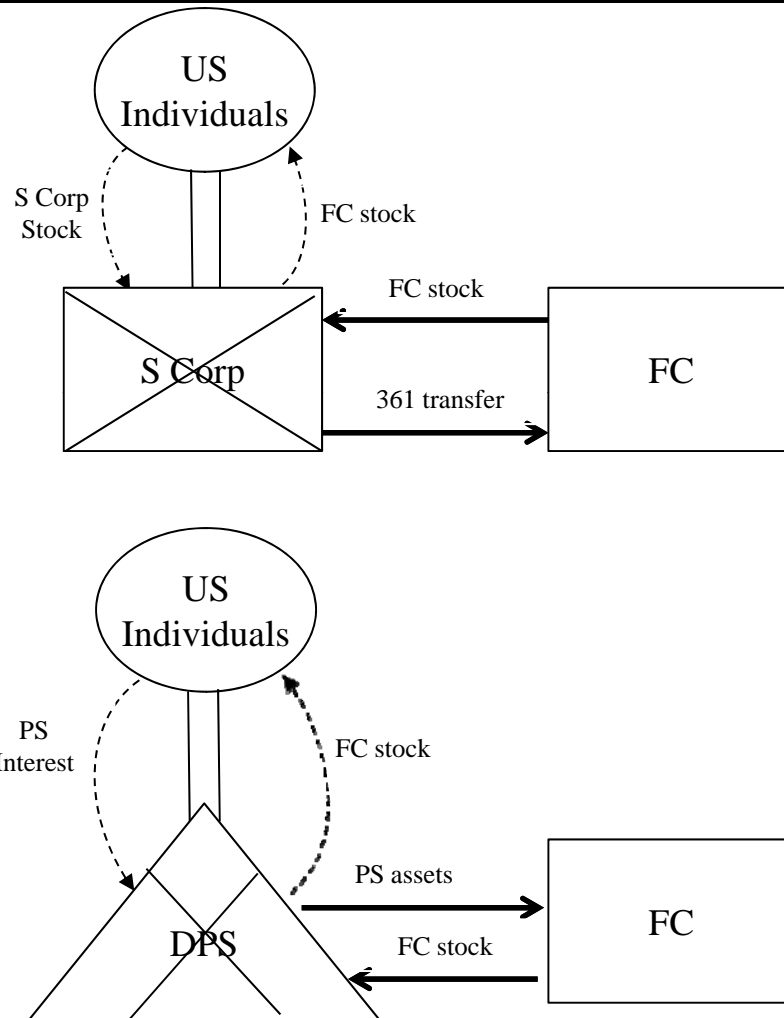 US
Individuals
S Corp
Stock
FC stock
FC stock
S Corp
361 transfer
FC
US
Individuals
PS
Interest
FC stock
PS assets
FC stock
DPS
FC